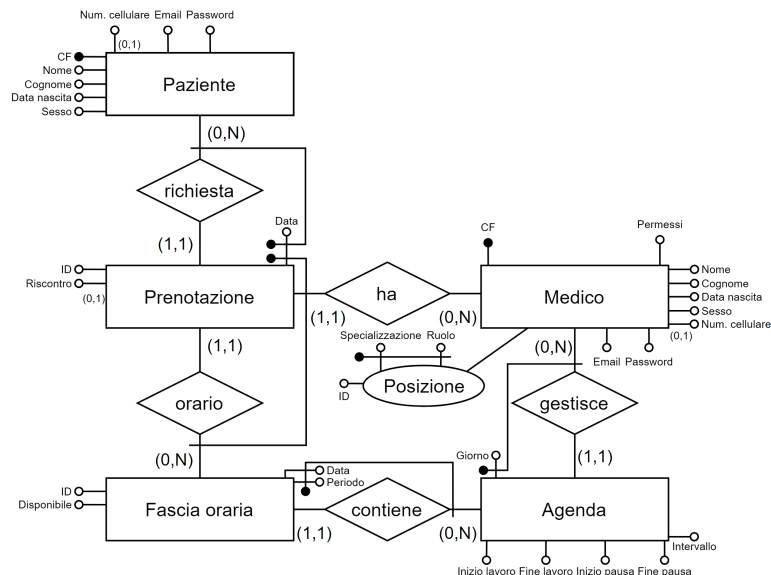 Num. cellulare Email Password
(0,1)
CF
Nome
Cognome
Data nascita
Sesso
Paziente
(0,N)
richiesta
(1,1)
Data
ID
Riscontro
(0,1)
Prenotazione
(1,1)
ha
(0,N)
CF
Permessi
Medico
Nome
Cognome
Data nascita
Sesso
Num. cellulare
(0,1)
Email Password
(0,N)
Specializzazione Ruolo
ID
Posizione
(1,1)
orario
(0,N)
gestisce
(1,1)
Giorno
ID
Disponibile
Fascia oraria
Data
Periodo
(1,1)
contiene
(0,N)
Agenda
Intervallo
Inizio lavoro Fine lavoro Inizio pausa Fine pausa